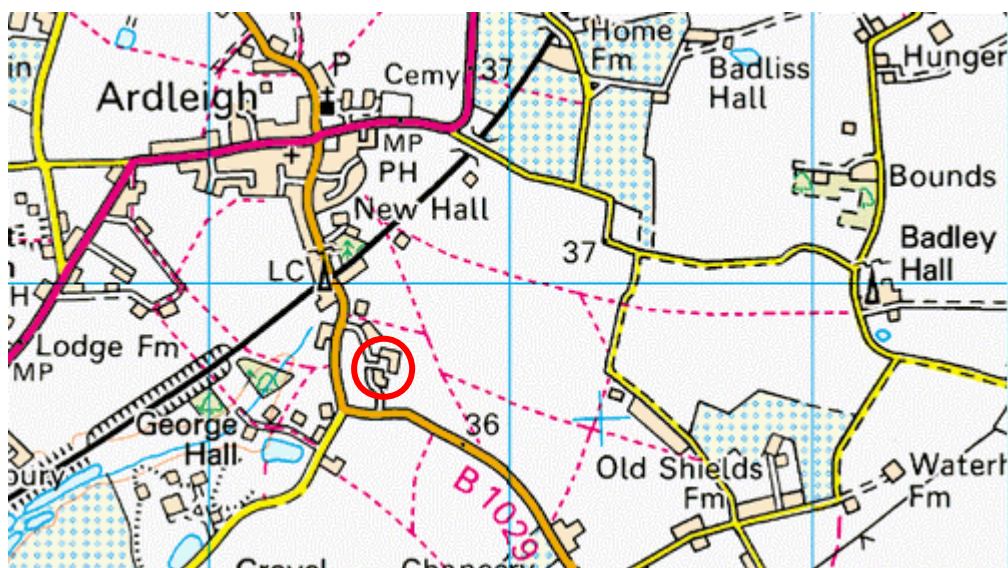 Home
Fm
Hunger
Badliss
Hall
P
Cemy
37
Ardleigh
MP
PH
Bounds
New Hall
37
Badley
Hall
LC
H
Lodge Fm
MP
George
Hall
36
bury
Old Shields
Fm
Waterh
Fm
B 1029